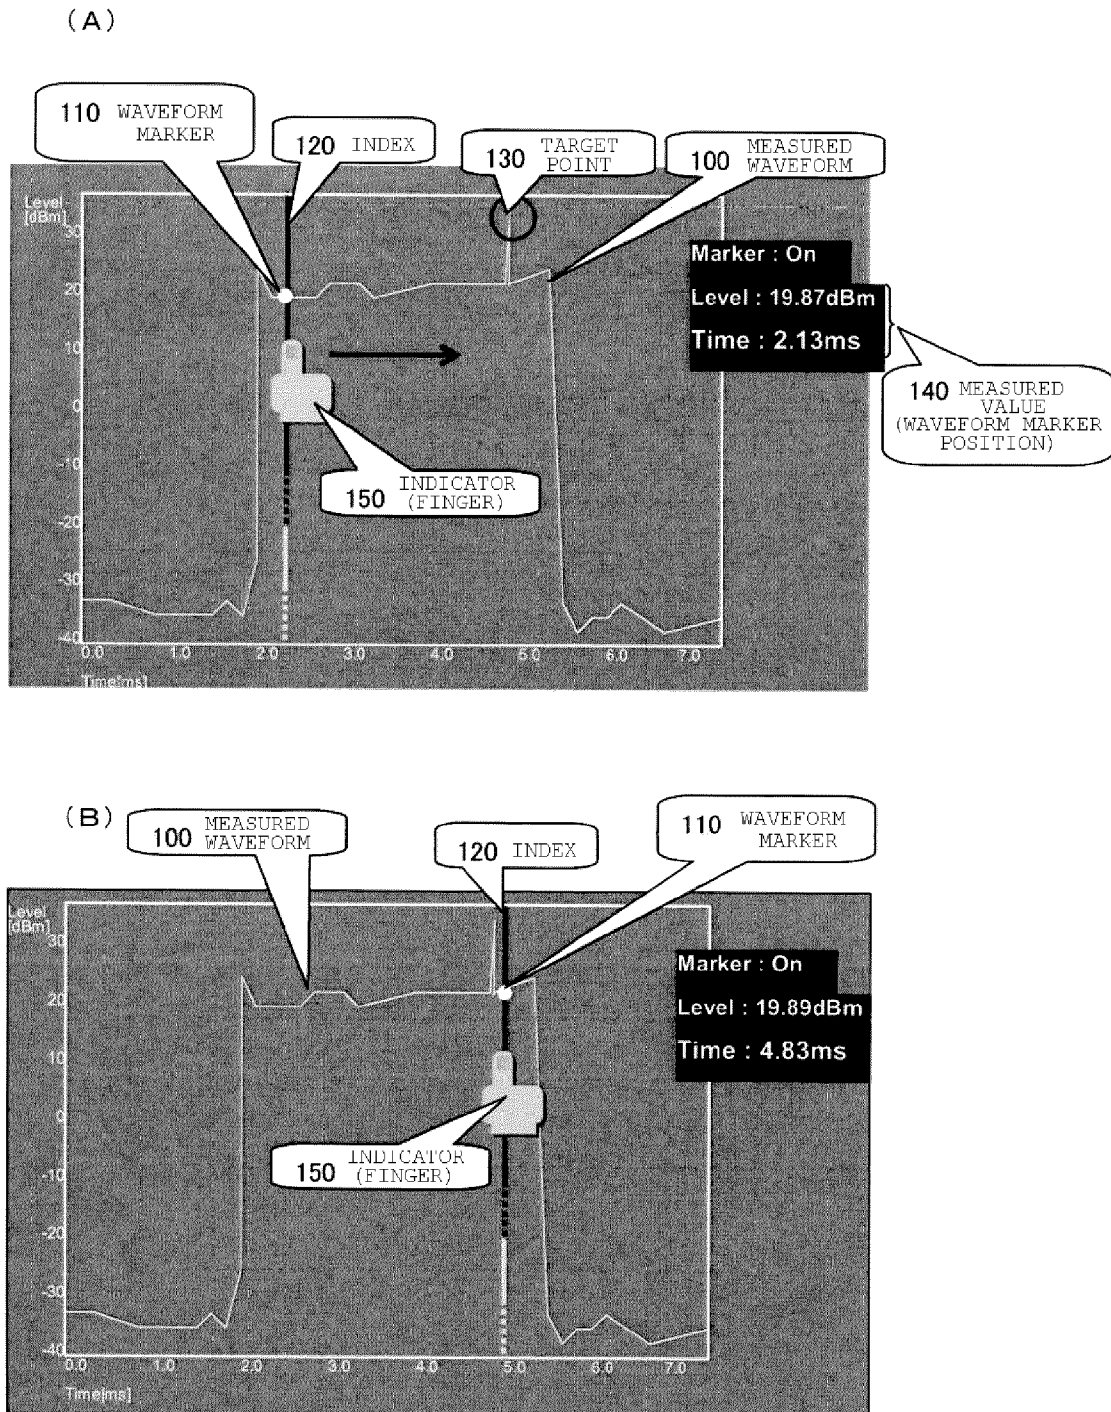 (A)
110 WAVEFORM
MARKER
120 INDEX
130 TARGET
POINT
100 MEASURED
WAVEFORM
Level
[dBm]
30
20
10
0
-10
-20
-30
-40
0.0 1.0 2.0 3.0 4.0 5.0 6.0 7.0
Time[ms]
Marker : On
Level : 19.87dBm
Time : 2.13ms
140 MEASURED
VALUE
(WAVEFORM MARKER
POSITION)
150 INDICATOR
(FINGER)
(B)
100 MEASURED
WAVEFORM
120 INDEX
110 WAVEFORM
MARKER
Level
[dBm]
30
20
10
0
-10
-20
-30
-40
0.0 1.0 2.0 3.0 4.0 5.0 6.0 7.0
Time[ms]
Marker : On
Level : 19.89dBm
Time : 4.83ms
150 INDICATOR
(FINGER)